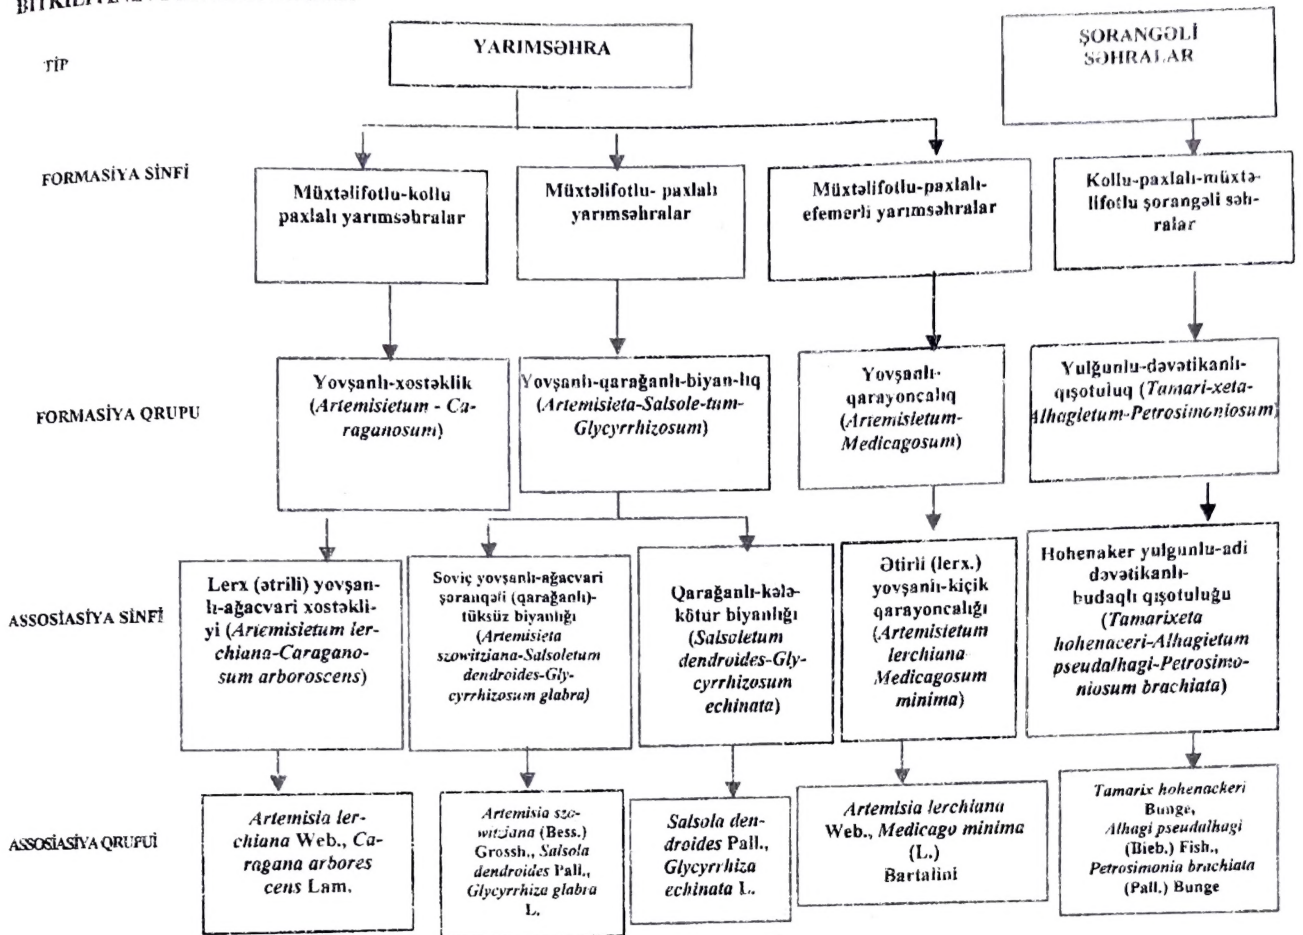 TİP
YARIMSƏHRA
ŞORANGƏLİ
SƏHRALAR
FORMASİYA SİNFİ
Müxtəlifotlu-kollu
paxlalı yarımsəhralar
Müxtəlifotlu- paxlalı
yarımsəhralar
Müxtəlifotlu-paxlalı-
efemerli yarımsəhralar
Kollu-paxlalı-müxtə-
lifotlu şorangəli səh-
ralar
FORMASİYA QRUPU
Yovşanlı-xostəklik
(Artemisietum - Ca-
raganosum)
Yovşanlı-qarağanlı-biyan-lıq
(Artemisieta-Salsole-tum-
Glycyrrhizosum)
Yovşanlı-
qarayoncalıq
(Artemisietum-
Medicagosum)
Yulğunlu-dəvətikanlı-
qışotuluq (Tamari-xeta-
Alhagletum-Petrosimoniosum)
ASSOSİASİYA SİNFİ
Lerx (ətrili) yovşan-
lı-ağacvari xostəkli-
yi (Artemisietum ler-
chiana-Caragano-
sum arboroscens)
Soviç yovşanlı-ağacvari
şoranqəli (qarağanlı)-
tüksüz biyanlığı
(Artemisieta
szowitziana-Salsoletum
dendroides-Gly-
cyrrhizosum glabra)
Qarağanlı-kələ-
kötür biyanlığı
(Salsoletum
dendroides-Gly-
cyrrhizosum
echinata)
Ətirli (lerx.)
yovşanlı-kiçik
qarayoncalığı
(Artemisietum
lerchiana-
Medicagosum
minima)
Hohenaker yulgunlu-adi
dəvətikanlı-
budaqlı qışotuluğu
(Tamarixeta
hohenaceri-Alhagietum
pseudalhagi-Petrosimo-
niosum brachiata)
ASSOSİASİYA QRUPUİ
Artemisia ler-
chiana Web., Ca-
ragana arbores
cens Lam.
Artemisia szo-
witziana (Bess.)
Grossh., Salsola
dendroides Pall.,
Glycyrrhiza glabra
L.
Salsola den-
droides Pall.,
Glycyrrhiza
echinata L.
Artemisia lerchiana
Web., Medicago minima
(L.)
Bartalini
Tamarix hohenackeri
Bunge,
Alhagi pseudalhagi
(Bieb.) Fish.,
Petrosimonia brachiata
(Pall.) Bunge